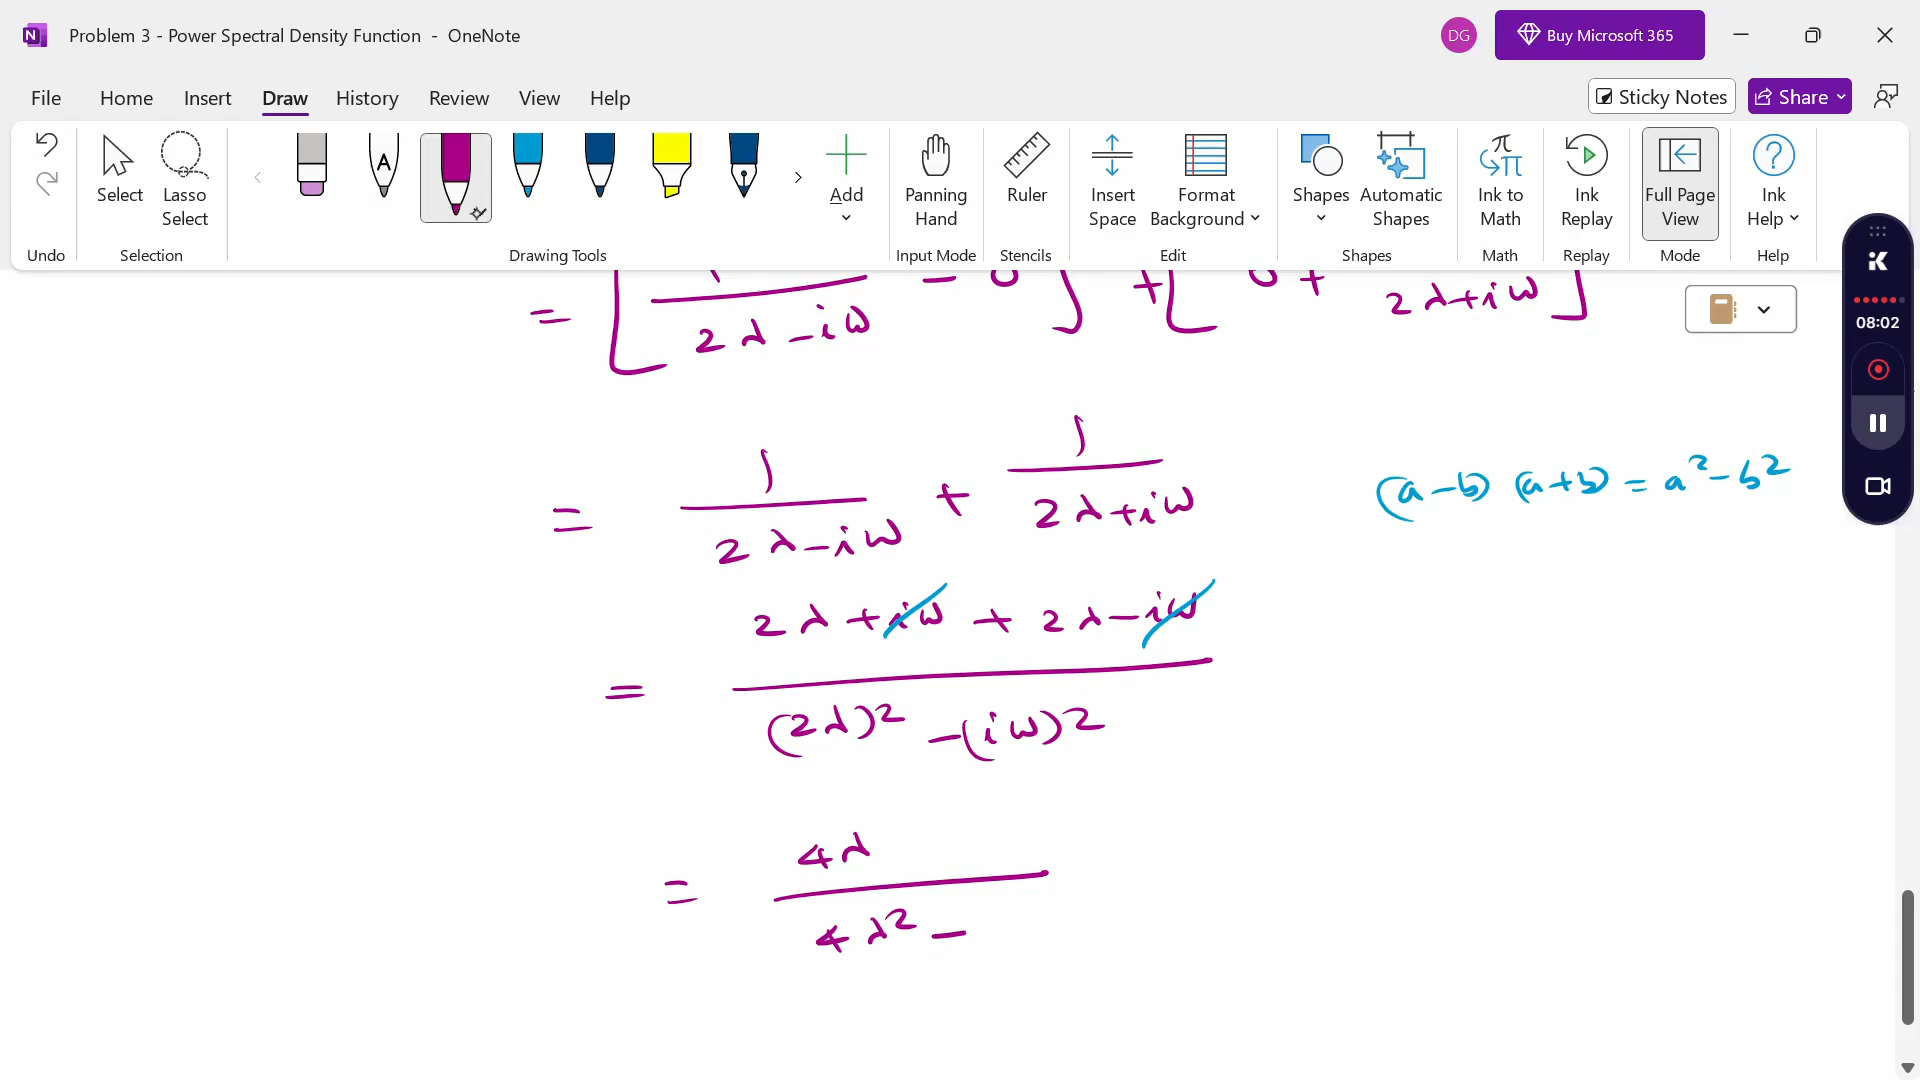 Problem 3 - Power Spectral Density Function - OneNote
DG
Buy Microsoft 365
File Home Insert Draw History Review View Help
Sticky Notes
Share
A
Select
Lasso Select
Add
Panning Hand
Ruler
Insert Space
Format Background
Shapes
Automatic Shapes
Ink to Math
Ink Replay
Full Page View
Ink Help
Undo
Selection
Drawing Tools
Input Mode
Stencils
Edit
Shapes
Math
Replay
Mode
Help
08:02
= [ 1 / 2λ-iω - 0 ] + [ 0 + 2λ+iω ]
= 1 / 2λ-iω + 1 / 2λ+iω
(a-b) (a+b) = a²-b²
= 2λ+iω + 2λ-iω / (2λ)² -(iω)²
= 4λ / 4λ² -